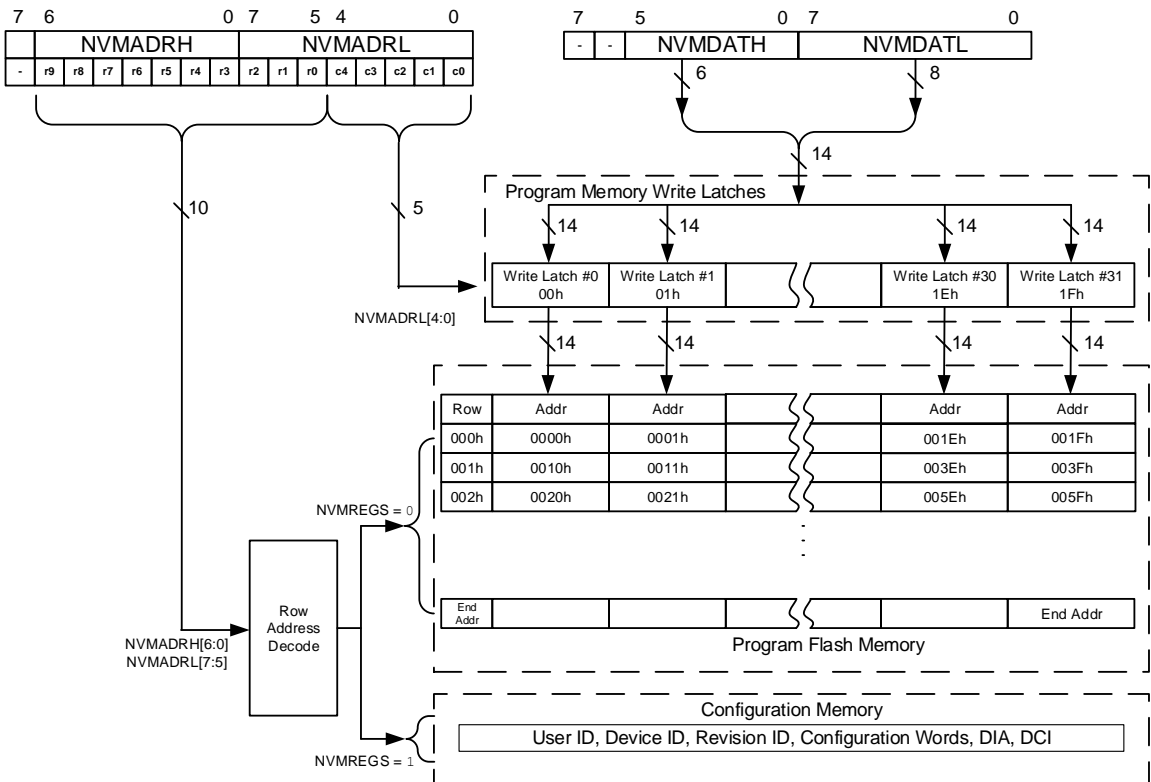 7 6 0 7 5 4 0
7 5 0 7 0
NVMADRH NVMADRL
- - NVMDATH NVMDATL
- r9 r8 r7 r6 r5 r4 r3 r2 r1 r0 c4 c3 c2 c1 c0
6 8
14
Program Memory Write Latches
10 5
14 14 14 14
Write Latch #0 Write Latch #1 Write Latch #30 Write Latch #31
00h 01h 1Eh 1Fh
NVMADRL[4:0]
14 14 14 14
Row Addr Addr Addr Addr
000h 0000h 0001h 001Eh 001Fh
001h 0010h 0011h 003Eh 003Fh
002h 0020h 0021h 005Eh 005Fh
NVMREGS = 0
End
Addr
End Addr
Row
Address
Decode
NVMADRH[6:0]
NVMADRL[7:5]
Program Flash Memory
Configuration Memory
User ID, Device ID, Revision ID, Configuration Words, DIA, DCI
NVMREGS = 1